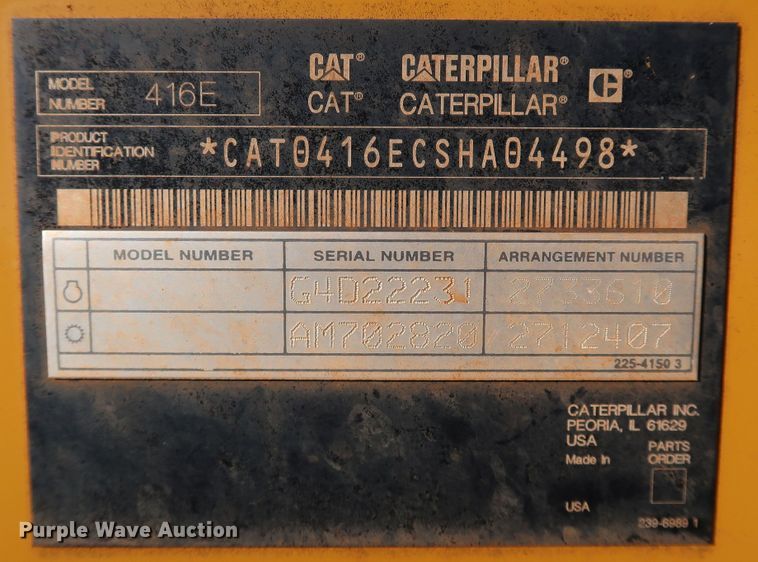 CAT® CATERPILLAR®
CAT® CATERPILLAR® C®
MODEL NUMBER 416E
PRODUCT IDENTIFICATION NUMBER *CAT0416ECSHA04498*
MODEL NUMBER SERIAL NUMBER ARRANGEMENT NUMBER
G4D22231 2733610
AM702820 2712407
225-4150 3
CATERPILLAR INC.
PEORIA, IL 61629
USA
Made In PARTS ORDER
USA
239-6989 1
Purple Wave Auction